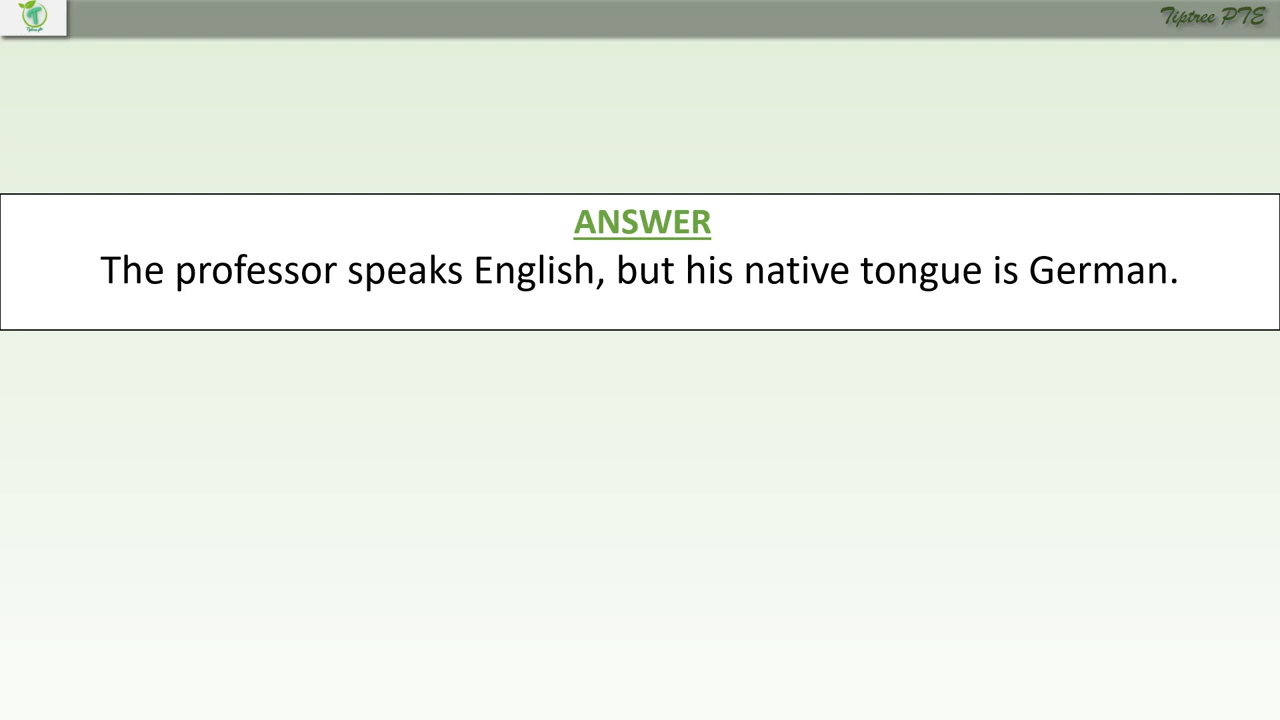 Tiptree PTE
ANSWER
The professor speaks English, but his native tongue is German.